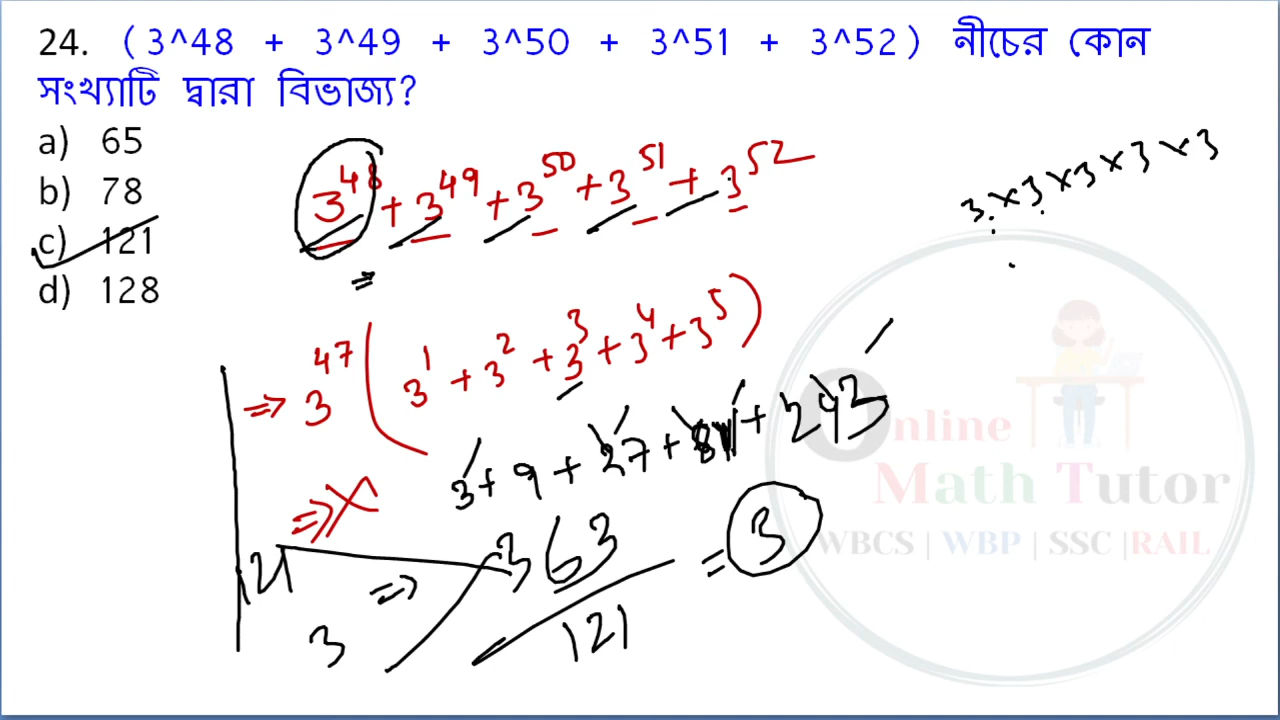 24. (3^48 + 3^49 + 3^50 + 3^51 + 3^52) নীচের কোন
সংখ্যাটি দ্বারা বিভাজ্য?
a) 65
b) 78
c) 121
d) 128
3^48 + 3^49 + 3^50 + 3^51 + 3^52
3 × 3 × 3 × 3 × 3
⇒
⇒ 3^47 (3^1 + 3^2 + 3^3 + 3^4 + 3^5)
3 + 9 + 27 + 81 + 243
⇒
121
⇒ 363/121 = 3
3
Online
Math Tutor
WBCS | WBP | SSC |RAIL